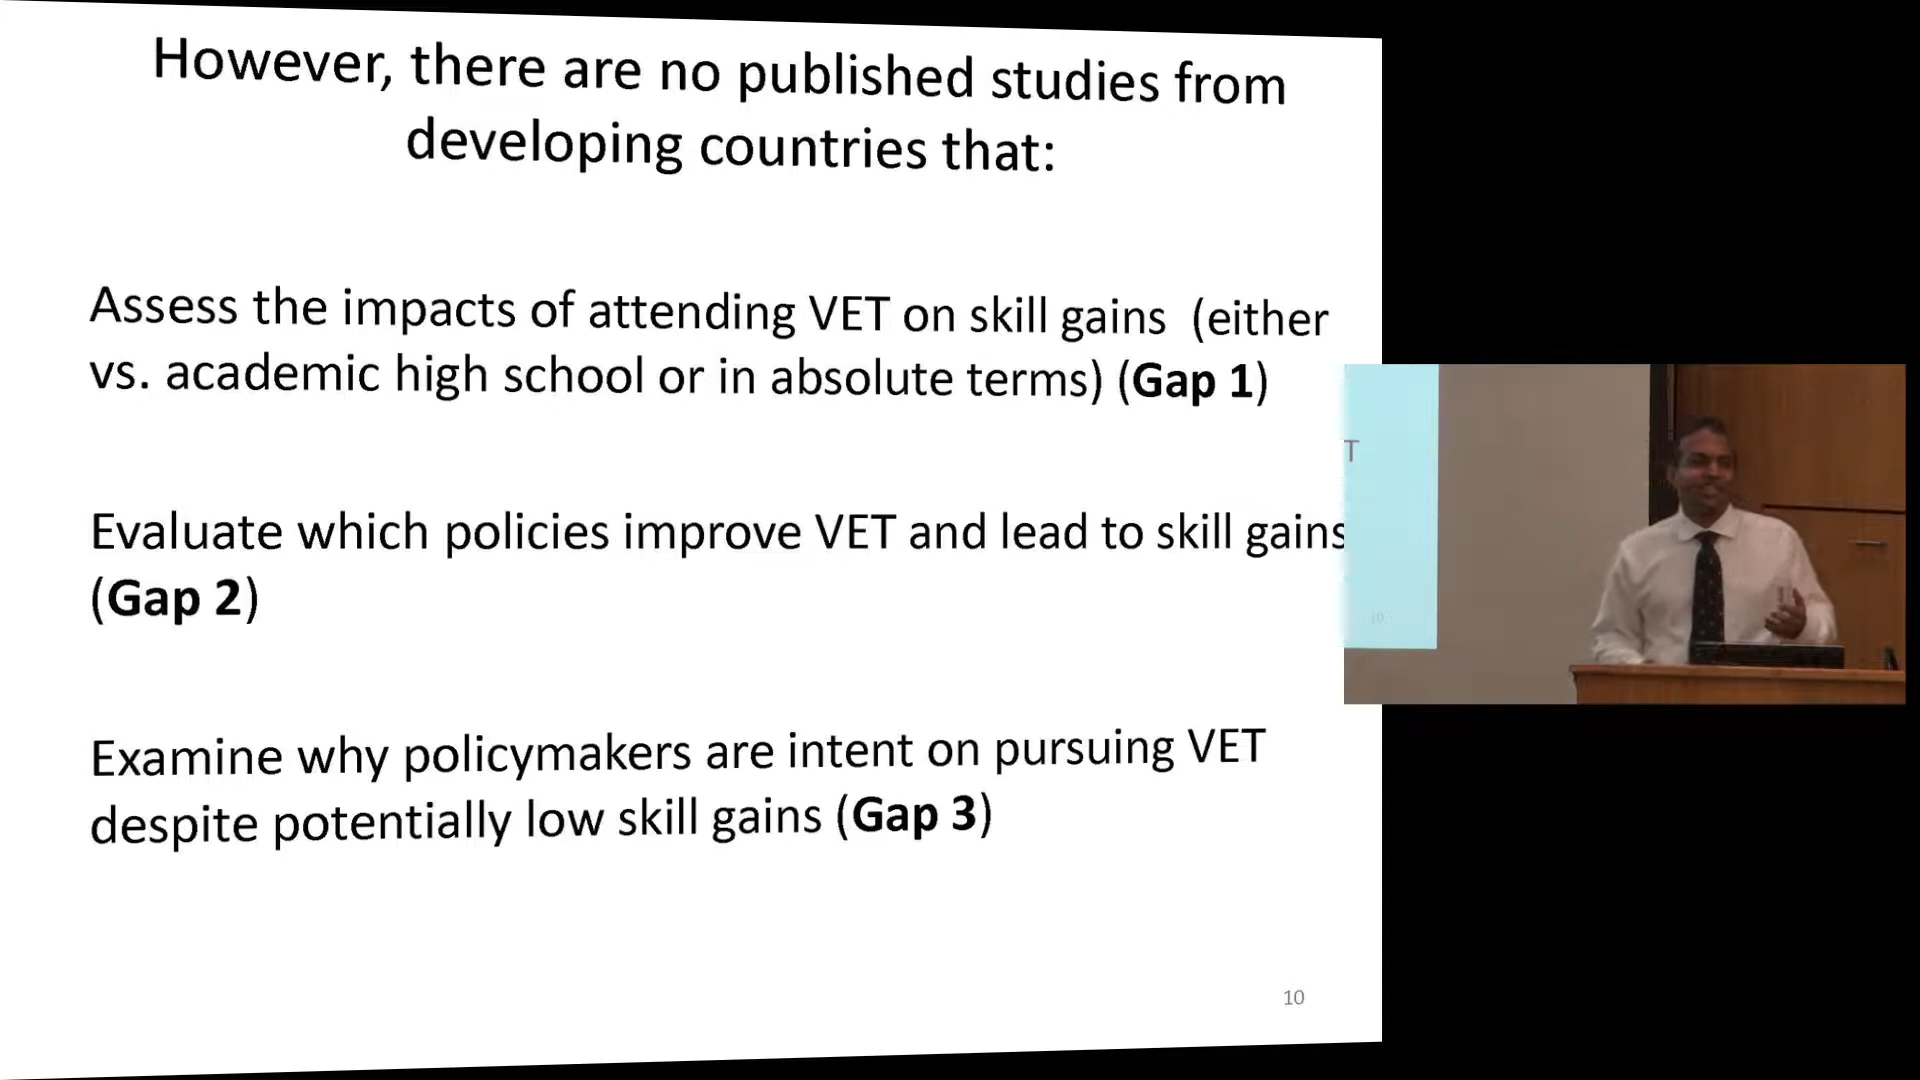 However, there are no published studies from
developing countries that:
Assess the impacts of attending VET on skill gains (either
vs. academic high school or in absolute terms) (Gap 1)
Evaluate which policies improve VET and lead to skill gains
(Gap 2)
Examine why policymakers are intent on pursuing VET
despite potentially low skill gains (Gap 3)
10
T
10